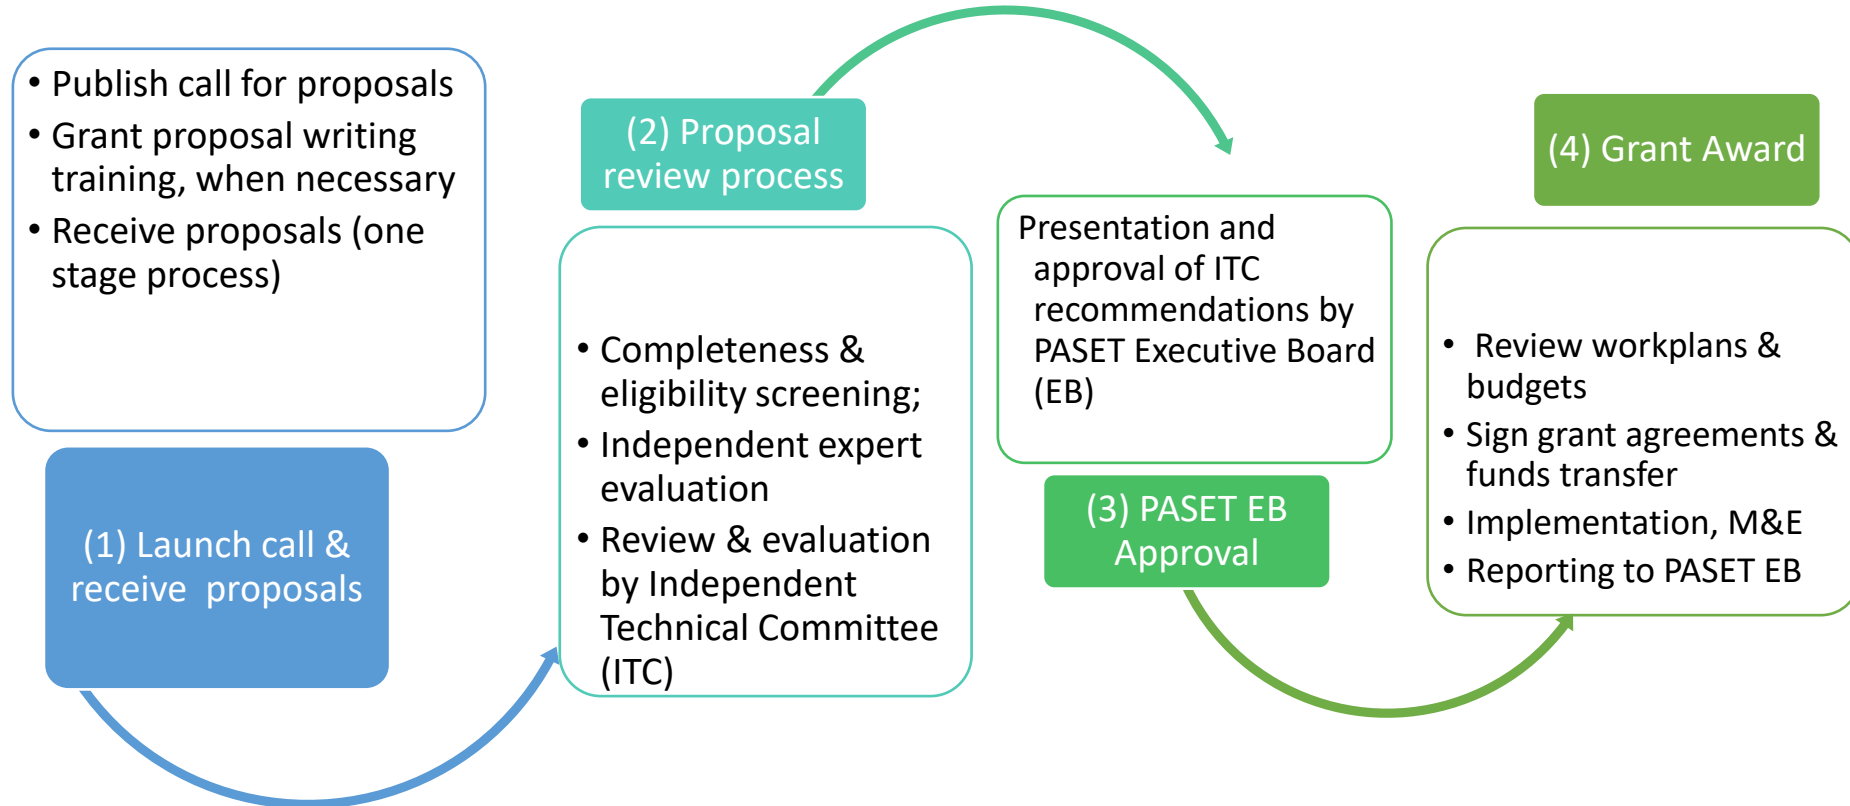 • Publish call for proposals
• Grant proposal writing
training, when necessary
• Receive proposals (one
stage process)
(1) Launch call &
receive  proposals
(2) Proposal
review process
• Completeness &
eligibility screening;
• Independent expert
evaluation
• Review & evaluation
by Independent
Technical Committee
(ITC)
Presentation and
approval of ITC
recommendations by
PASET Executive Board
(EB)
(3) PASET EB
Approval
(4) Grant Award
• Review workplans &
budgets
• Sign grant agreements &
funds transfer
• Implementation, M&E
• Reporting to PASET EB